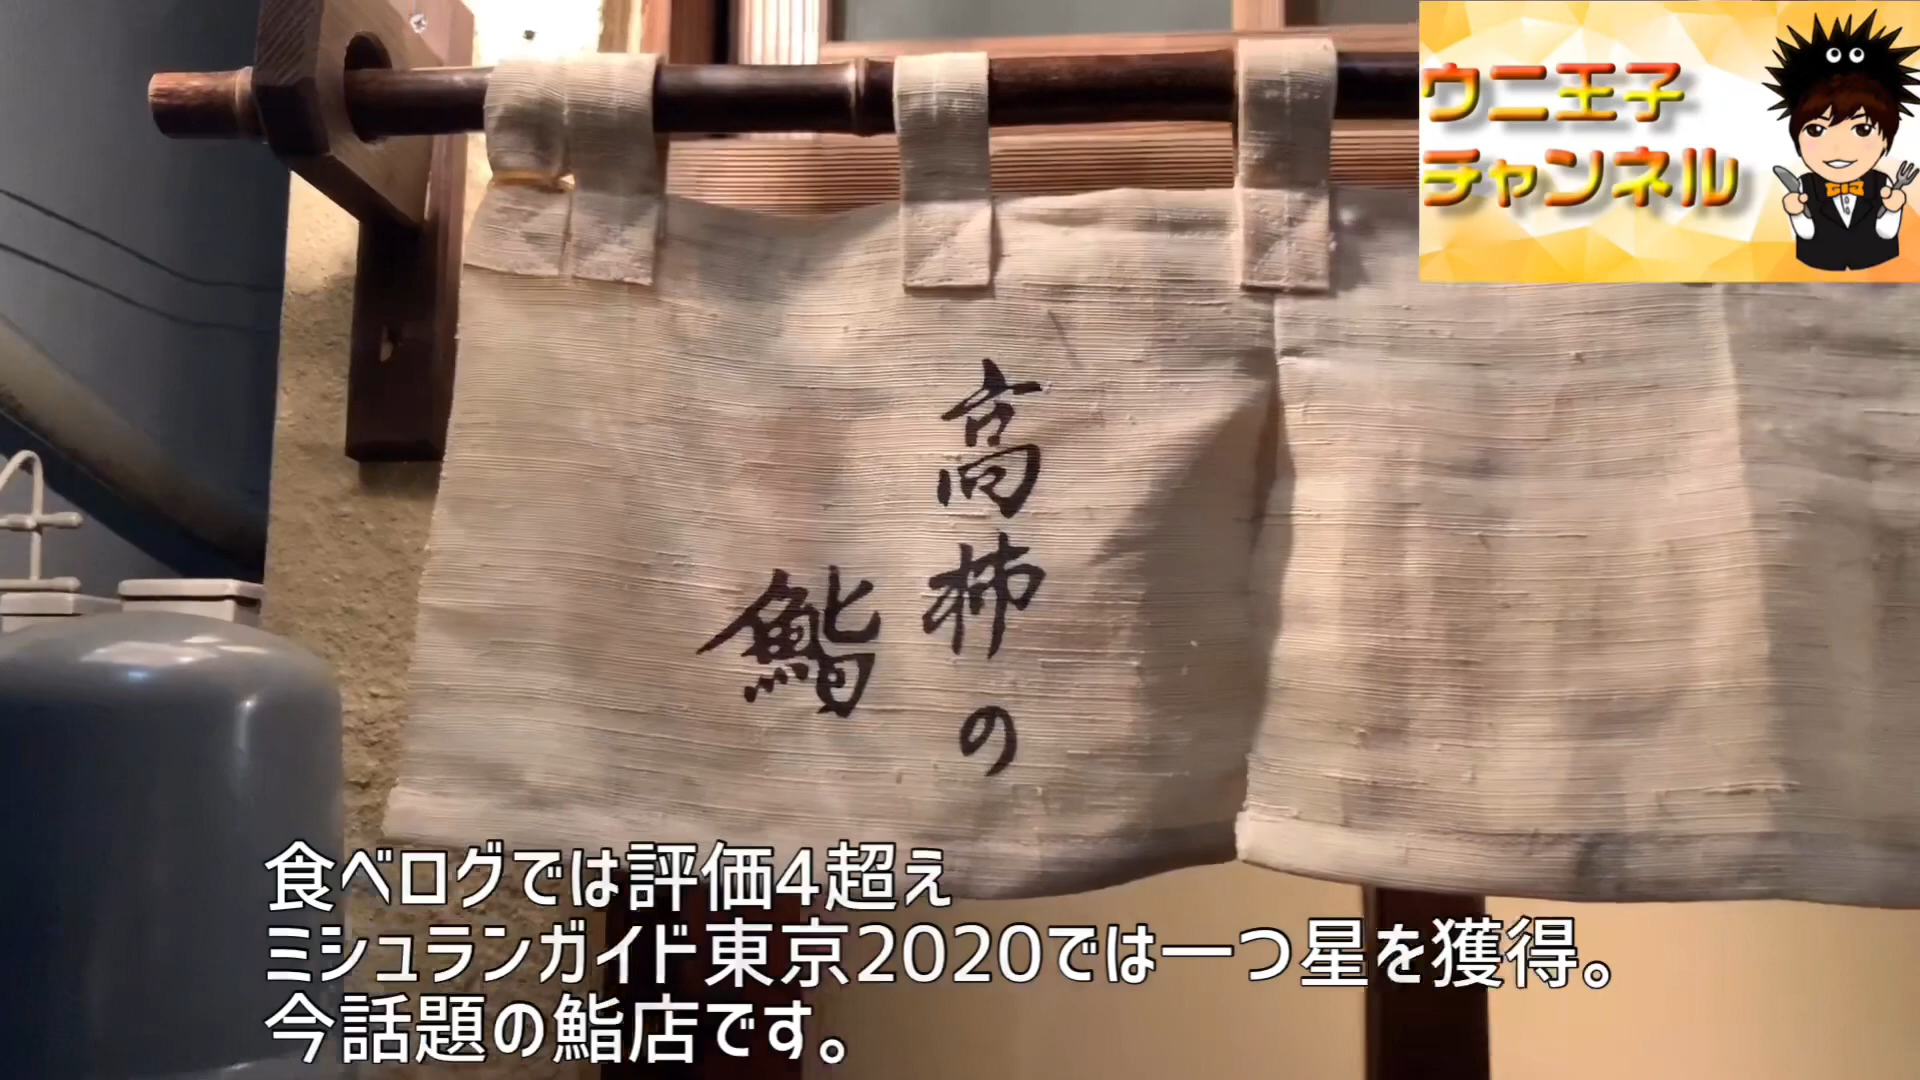 ウニ王子
チャンネル
高柿の
鮨
食べログでは評価4超え
ミシュランガイド東京2020では一つ星を獲得。
今話題の鮨店です。